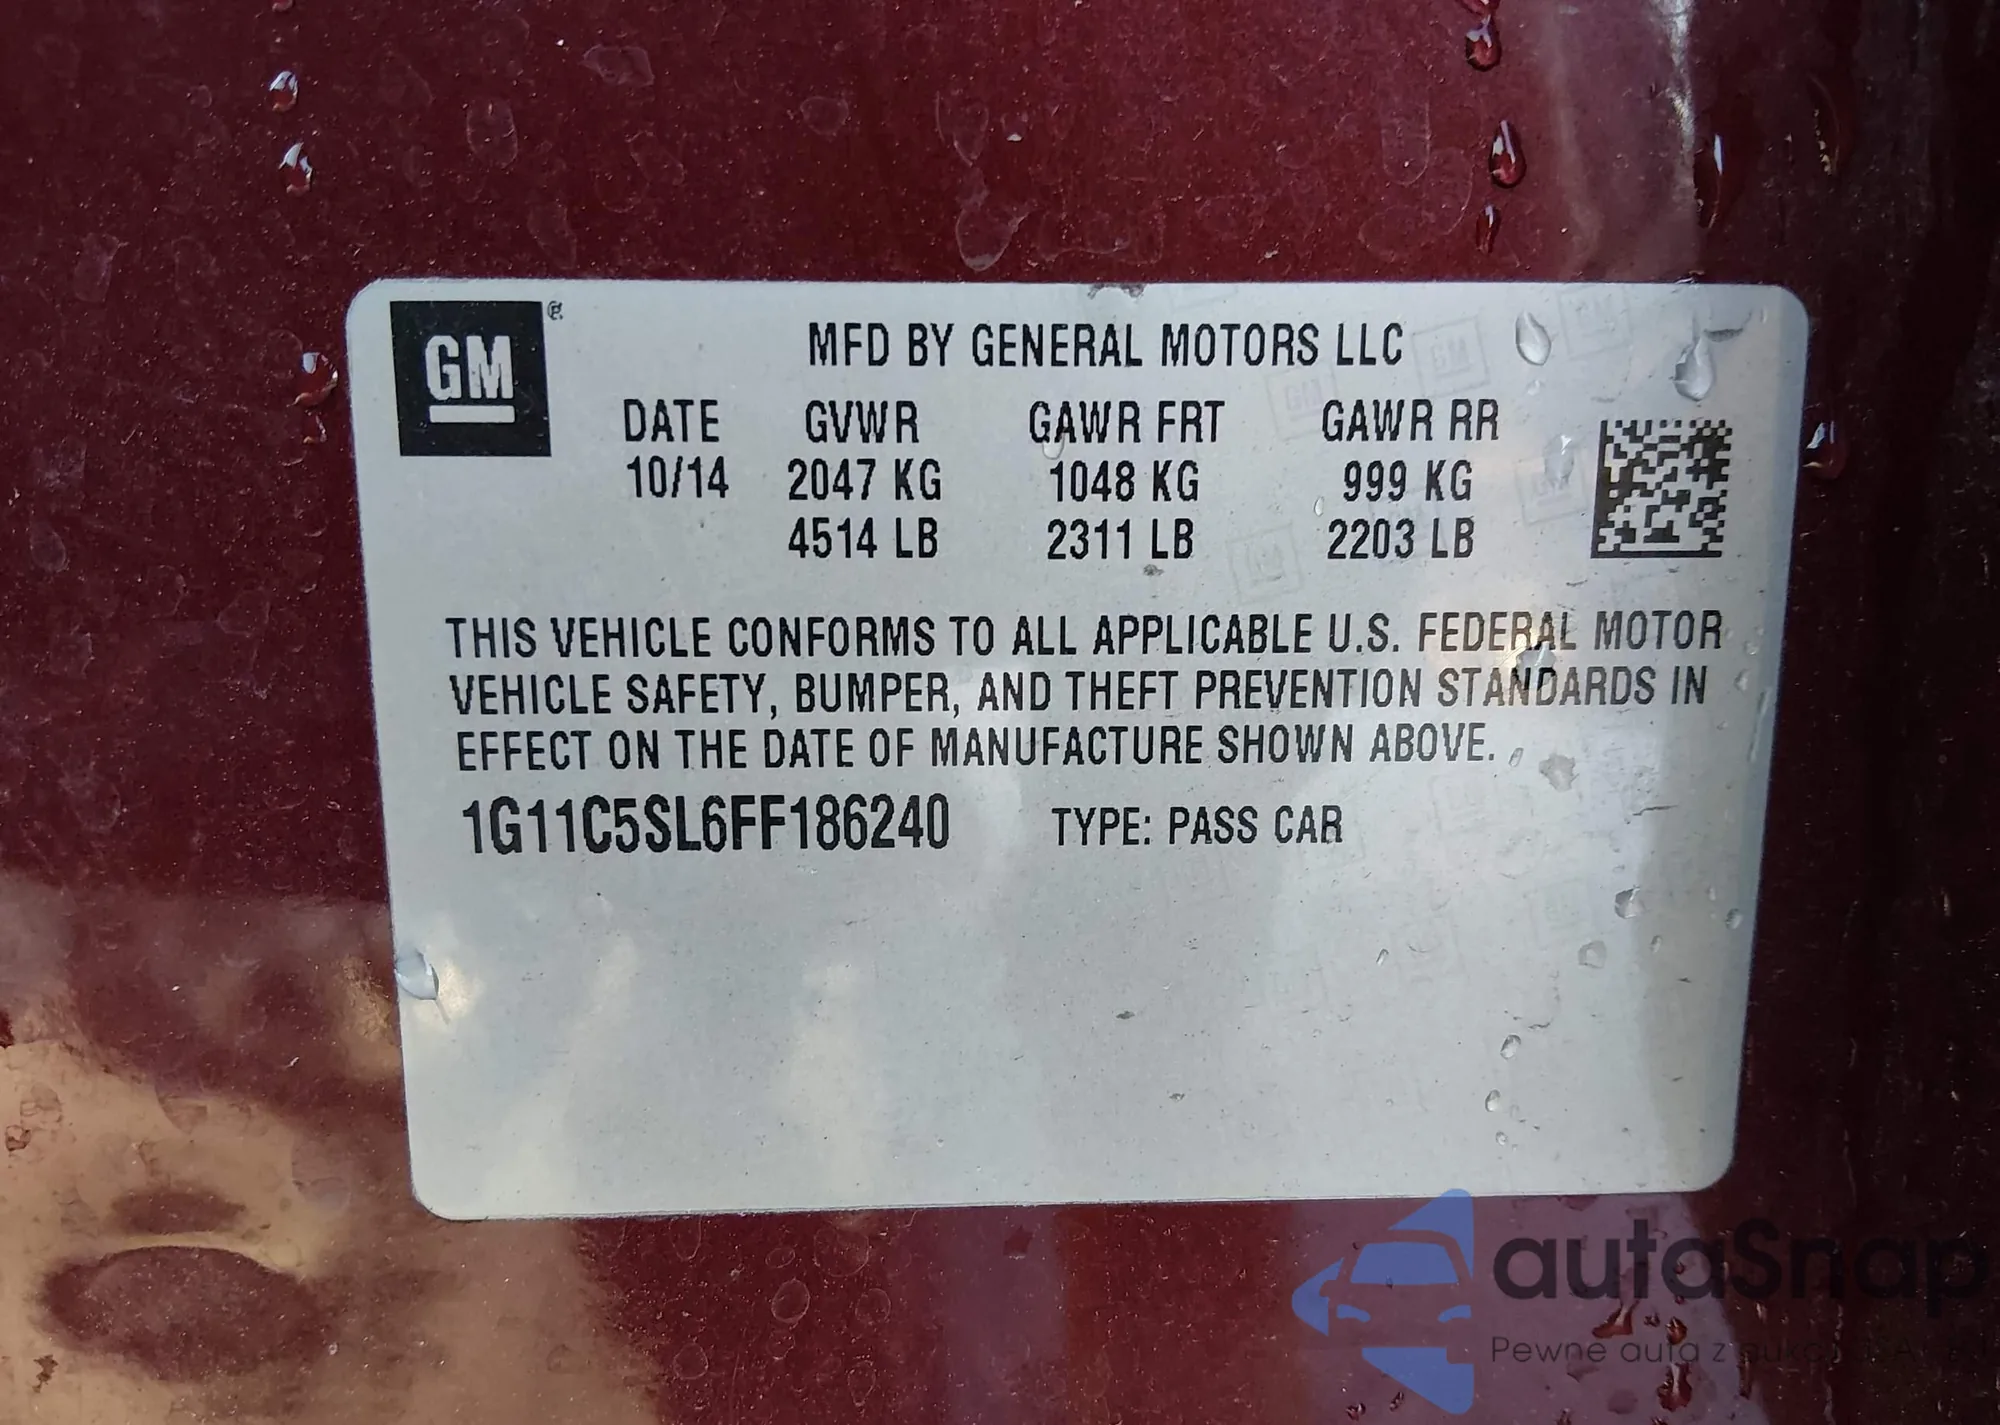 GM
MFD BY GENERAL MOTORS LLC
DATE GVWR GAWR FRT GAWR RR
10/14 2047 KG 1048 KG 999 KG
4514 LB 2311 LB 2203 LB
THIS VEHICLE CONFORMS TO ALL APPLICABLE U.S. FEDERAL MOTOR
VEHICLE SAFETY, BUMPER, AND THEFT PREVENTION STANDARDS IN
EFFECT ON THE DATE OF MANUFACTURE SHOWN ABOVE.
1G11C5SL6FF186240 TYPE: PASS CAR
autaSnap
Pewne auta z